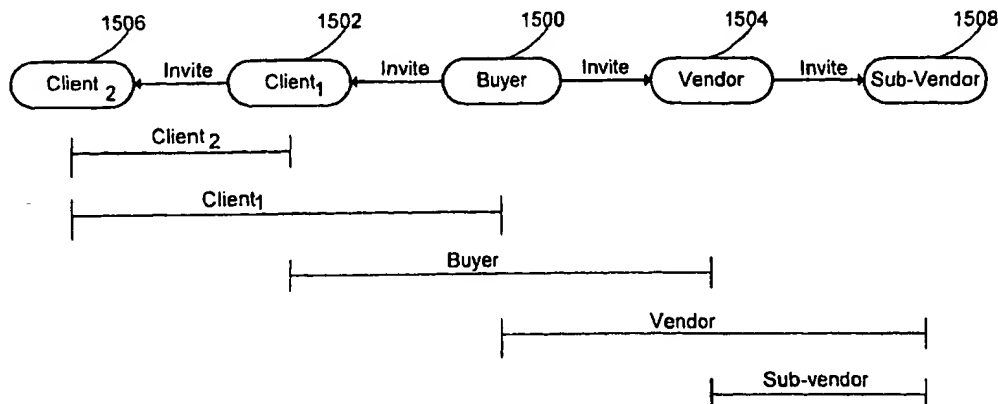 1506 1502 1500 1504 1508
Client 2 Invite Client1 Invite Buyer Invite Vendor Invite Sub-Vendor
Client 2
Client1
Buyer
Vendor
Sub-vendor